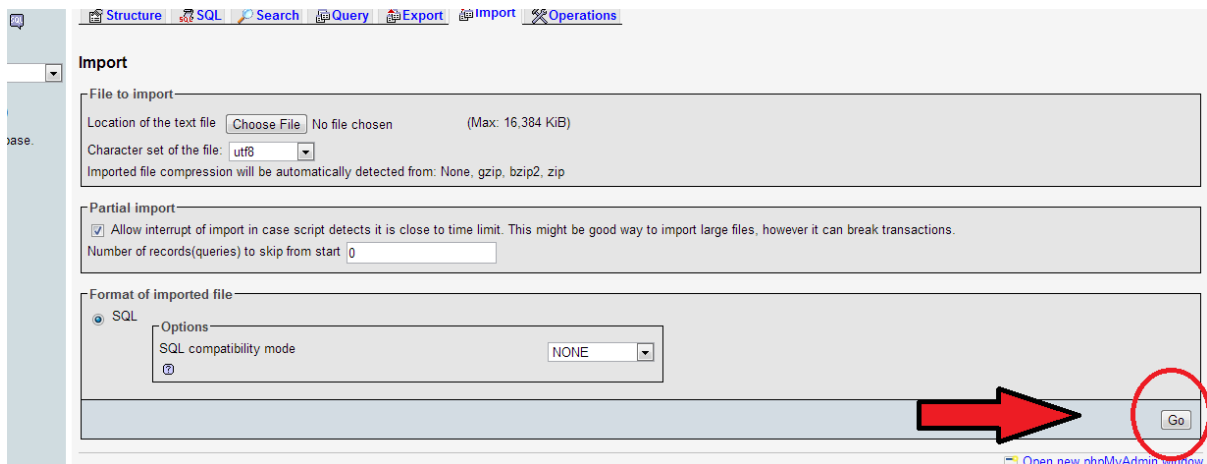 Structure SQL Search Query Export Import Operations
Import
File to import
Location of the text file Choose File No file chosen (Max: 16,384 KiB)
Character set of the file: utf8
Imported file compression will be automatically detected from: None, gzip, bzip2, zip
Partial import
Allow interrupt of import in case script detects it is close to time limit. This might be good way to import large files, however it can break transactions.
Number of records(queries) to skip from start 0
Format of imported file
SQL
Options
SQL compatibility mode NONE
Go
Open new phpMyAdmin window